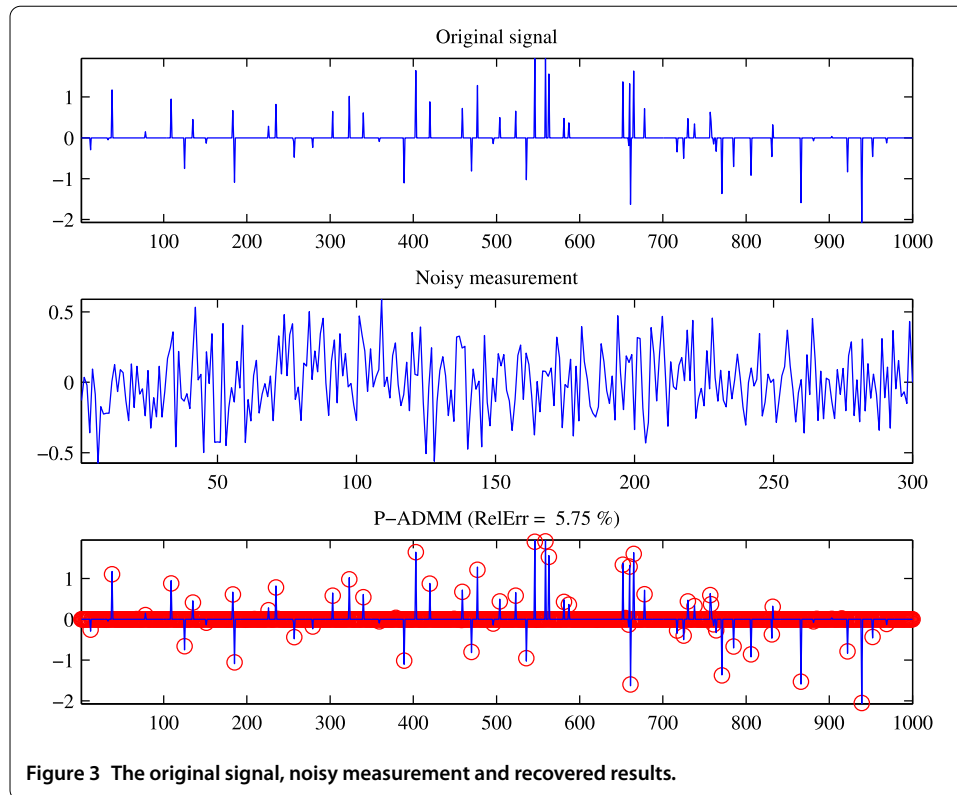 Original signal
1
0
−1
−2
100 200 300 400 500 600 700 800 900 1000
Noisy measurement
0.5
0
−0.5
50 100 150 200 250 300
P−ADMM (RelErr = 5.75 %)
1
0
−1
−2
100 200 300 400 500 600 700 800 900 1000
Figure 3 The original signal, noisy measurement and recovered results.